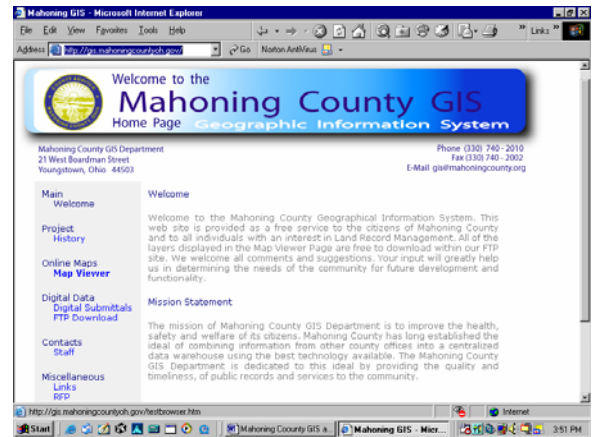 Mahoning GIS - Microsoft Internet Explorer
File Edit View Favorites Tools Help
Links
Address http://gis.mahoningcountyoh.gov/ Go Norton AntiVirus
Welcome to the
Mahoning County GIS
Home Page Geographic Information System
Mahoning County GIS Department
21 West Boardman Street
Youngstown, Ohio 44503
Phone (330) 740 - 2010
Fax (330) 740 - 2002
E-Mail gis@mahoningcounty.org
Main
Welcome
Project
History
Online Maps
Map Viewer
Digital Data
Digital Submittals
FTP Download
Contacts
Staff
Miscellaneous
Links
RFP
Welcome
Welcome to the Mahoning County Geographical Information System. This
web site is provided as a free service to the citizens of Mahoning County
and to all individuals with an interest in Land Record Management. All of the
layers displayed in the Map Viewer Page are free to download within our FTP
site. We welcome all comments and suggestions. Your input will greatly help
us in determining the needs of the community for future development and
functionality.
Mission Statement
The mission of Mahoning County GIS Department is to improve the health,
safety and welfare of its citizens. Mahoning County has long established the
ideal of combining information from other county offices into a centralized
data warehouse using the best technology available. The Mahoning County
GIS Department is dedicated to this ideal by providing the quality and
timeliness, of public records and services to the community.
http://gis.mahoningcountyoh.gov/testbrowser.htm
Internet
Start
Mahoning County GIS a...
Mahoning GIS - Micr...
3:51 PM